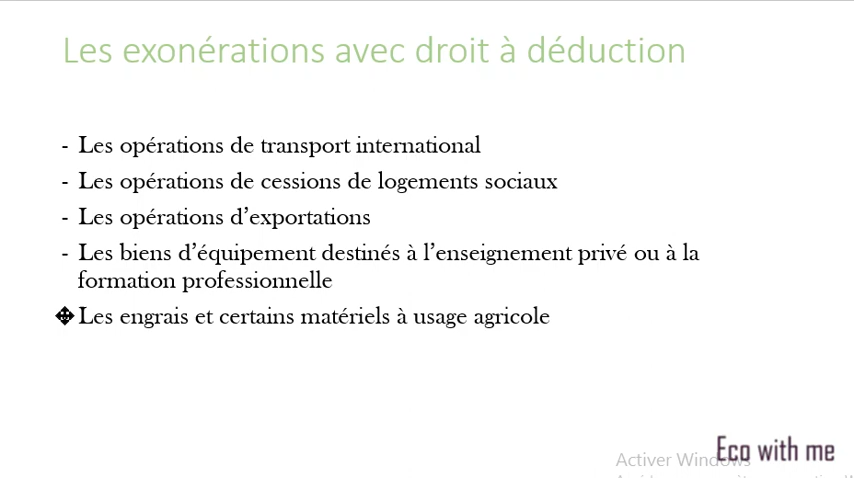 Les exonérations avec droit à déduction
- Les opérations de transport international
- Les opérations de cessions de logements sociaux
- Les opérations d’exportations
- Les biens d’équipement destinés à l’enseignement privé ou à la
formation professionnelle
Les engrais et certains matériels à usage agricole
Eco with me
Activer Windows